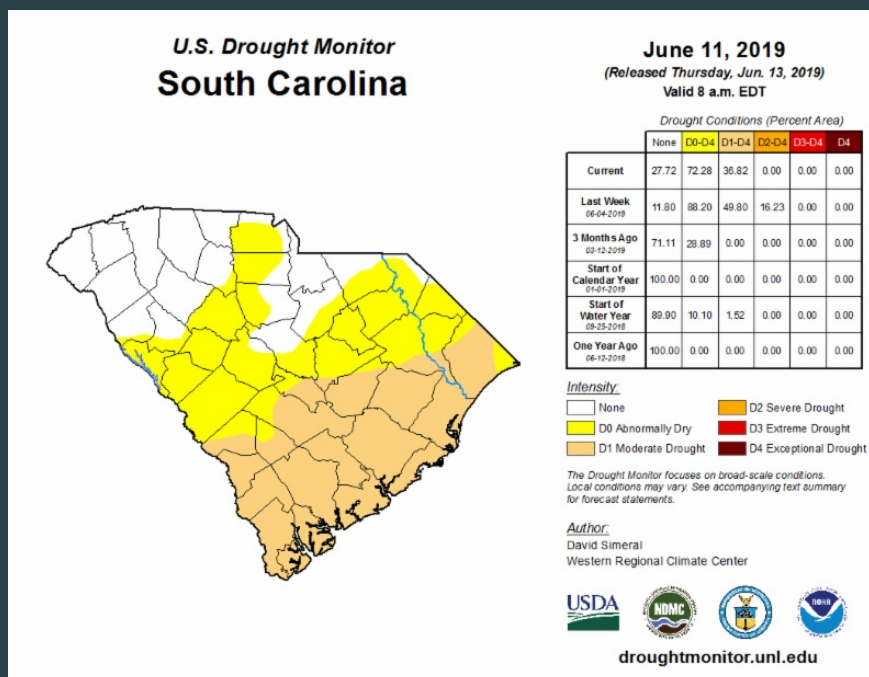 U.S. Drought Monitor
South Carolina
June 11, 2019
(Released Thursday, Jun. 13, 2019)
Valid 8 a.m. EDT
Drought Conditions (Percent Area)
None D0-D4 D1-D4 D2-D4 D3-D4 D4
Current 27.72 72.28 36.82 0.00 0.00 0.00
Last Week 11.80 88.20 49.80 16.23 0.00 0.00
06-04-2019
3 Months Ago 71.11 28.89 0.00 0.00 0.00 0.00
03-12-2019
Start of
Calendar Year 100.00 0.00 0.00 0.00 0.00 0.00
01-01-2019
Start of
Water Year 89.90 10.10 1.52 0.00 0.00 0.00
09-25-2018
One Year Ago 100.00 0.00 0.00 0.00 0.00 0.00
06-12-2018
Intensity:
None
D0 Abnormally Dry
D1 Moderate Drought
D2 Severe Drought
D3 Extreme Drought
D4 Exceptional Drought
The Drought Monitor focuses on broad-scale conditions.
Local conditions may vary. See accompanying text summary
for forecast statements.
Author:
David Simeral
Western Regional Climate Center
USDA
NDMC
NOAA
droughtmonitor.unl.edu